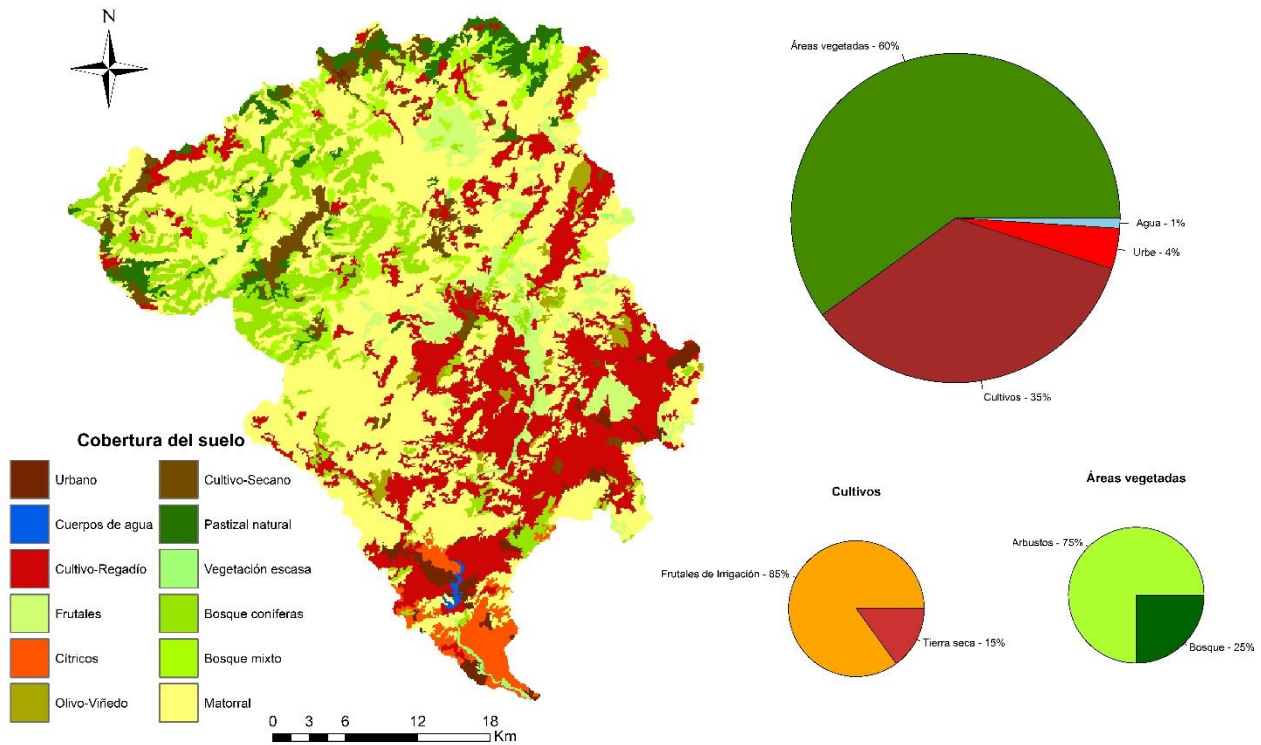 N
Cobertura del suelo
Urbano
Cuerpos de agua
Cultivo-Regadío
Frutales
Cítricos
Olivo-Viñedo
Cultivo-Secano
Pastizal natural
Vegetación escasa
Bosque coníferas
Bosque mixto
Matorral
0 3 6 12 18
Km
Áreas vegetadas - 60%
Agua - 1%
Urbe - 4%
Cultivos - 35%
Cultivos
Frutales de Irrigación - 85%
Tierra seca - 15%
Áreas vegetadas
Arbustos - 75%
Bosque - 25%